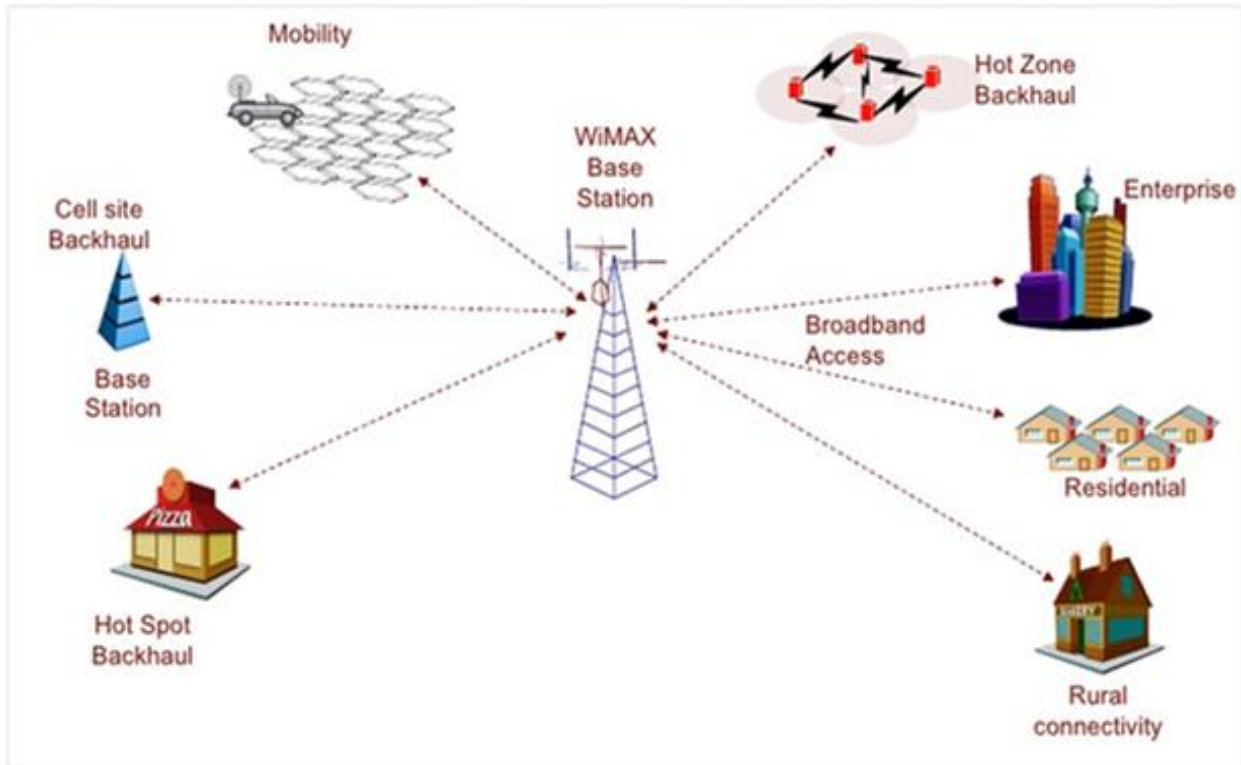 Mobility
WiMAX
Base
Station
Hot Zone
Backhaul
Cell site
Backhaul
Base
Station
Enterprise
Broadband
Access
Residential
Pizza
Hot Spot
Backhaul
Rural
connectivity